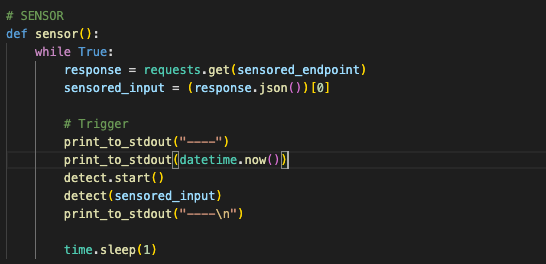 # SENSOR
def sensor():
    while True:
        response = requests.get(sensored_endpoint)
        sensored_input = (response.json())[0]

        # Trigger
        print_to_stdout("----")
        print_to_stdout(datetime.now())
        detect.start()
        detect(sensored_input)
        print_to_stdout("----\n")

        time.sleep(1)